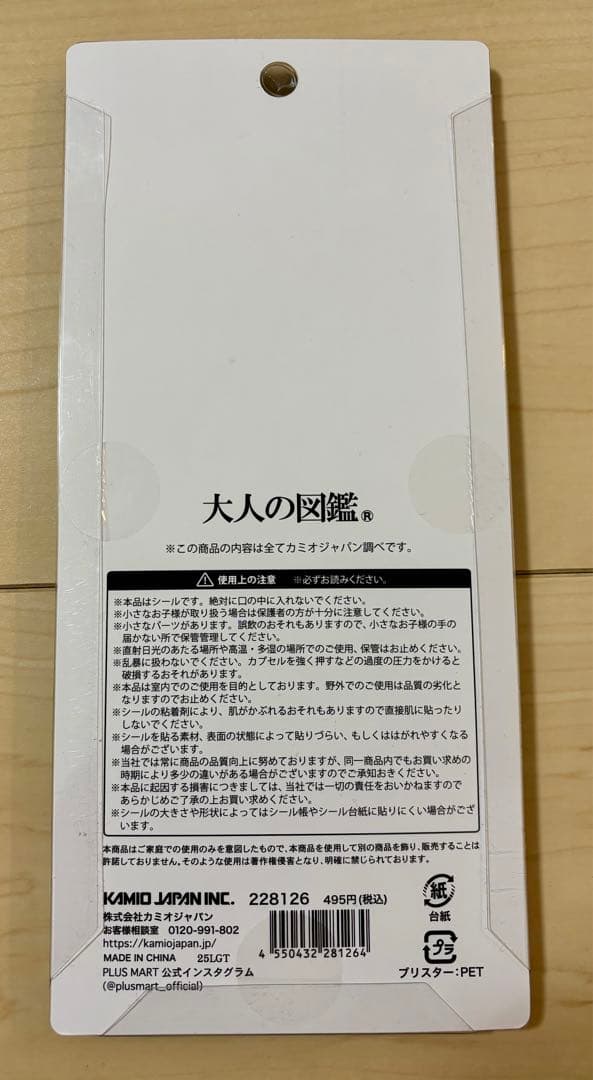 大人の図鑑®
※この商品の内容は全てカミオジャパン調べです。
使用上の注意 ※必ずお読みください。
※本品はシールです。絶対に口の中に入れないでください。
※小さなお子様が取り扱う場合は保護者の方が十分に注意してください。
※小さなパーツがあります。誤飲のおそれもありますので、小さなお子様の手の
届かない所で保管管理してください。
※直射日光のあたる場所や高温・多湿の場所でのご使用、保管はお止めください。
※乱暴に扱わないでください。カプセルを強く押すなどの過度の圧力をかけると
破損するおそれがあります。
※本品は室内でのご使用を目的としております。野外でのご使用は品質の劣化と
なりますのでお止めください。
※シールの粘着剤により、肌がかぶれるおそれもありますので直接肌に貼ったり
しないでください。
※シールを貼る素材、表面の状態によって貼りづらい、もしくははがれやすくなる
場合がございます。
※当社では常に商品の品質向上に努めておりますが、同一商品内でもお買い求めの
時期により多少の違いがある場合がございますのでご承知おきください。
※本品に起因する損害につきましては、当社では一切の責任をおいかねますので
あらかじめご了承の上お買い求めください。
※シールの大きさや形状によってはシール帳やシール台紙に貼りにくい場合がござ
います。
本商品はご家庭での使用のみを意図したもので、本商品を使用して別の商品を飾り、販売することは
許諾しておりません。そのような使用は著作権侵害となり、明確に禁じられております。
KAMIO JAPAN INC. 228126 495円(税込)
株式会社カミオジャパン
お客様相談室 0120-991-802
https://kamiojapan.jp/
MADE IN CHINA 25LGT
PLUS MART 公式インスタグラム
(@plusmart_official)
4 550432 281264
紙
台紙
プラ
ブリスター：PET